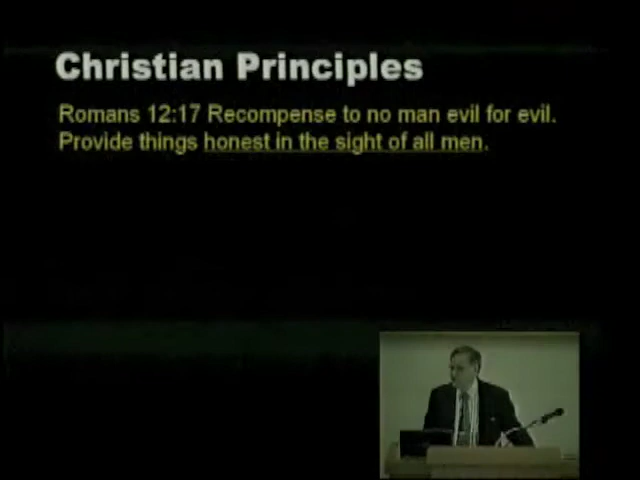 Christian Principles
Romans 12:17 Recompense to no man evil for evil.
Provide things honest in the sight of all men.